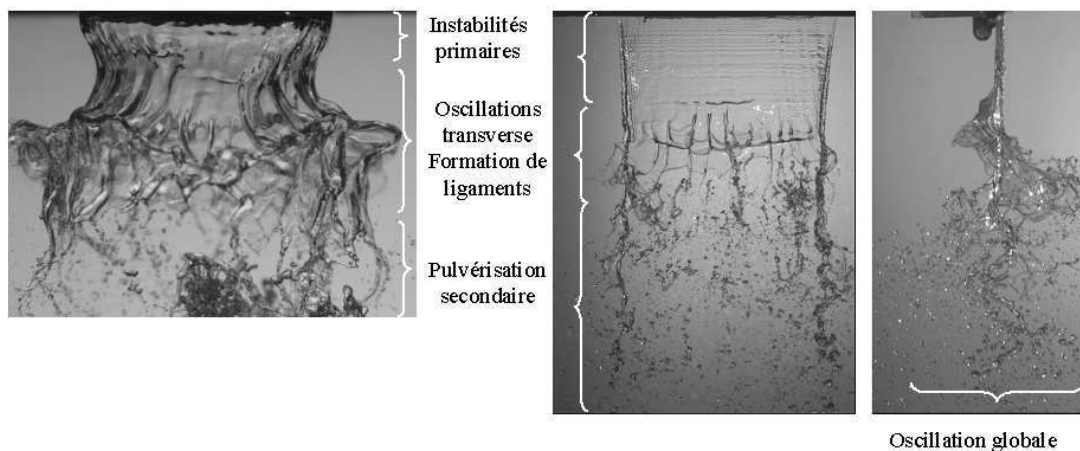 Instabilités
primaires
Oscillations
transverse
Formation de
ligaments
Pulvérisation
secondaire
Oscillation globale